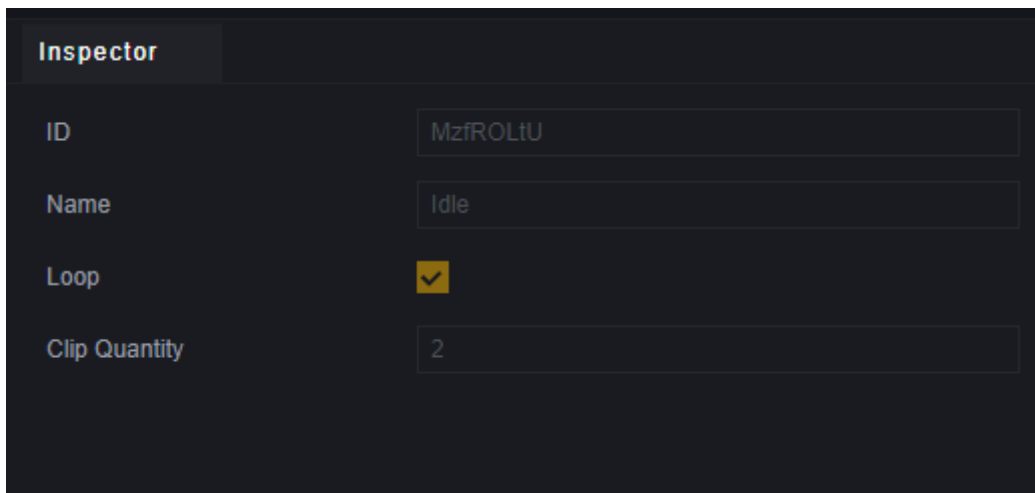 Inspector
ID MzfROLtU
Name Idle
Loop
Clip Quantity 2